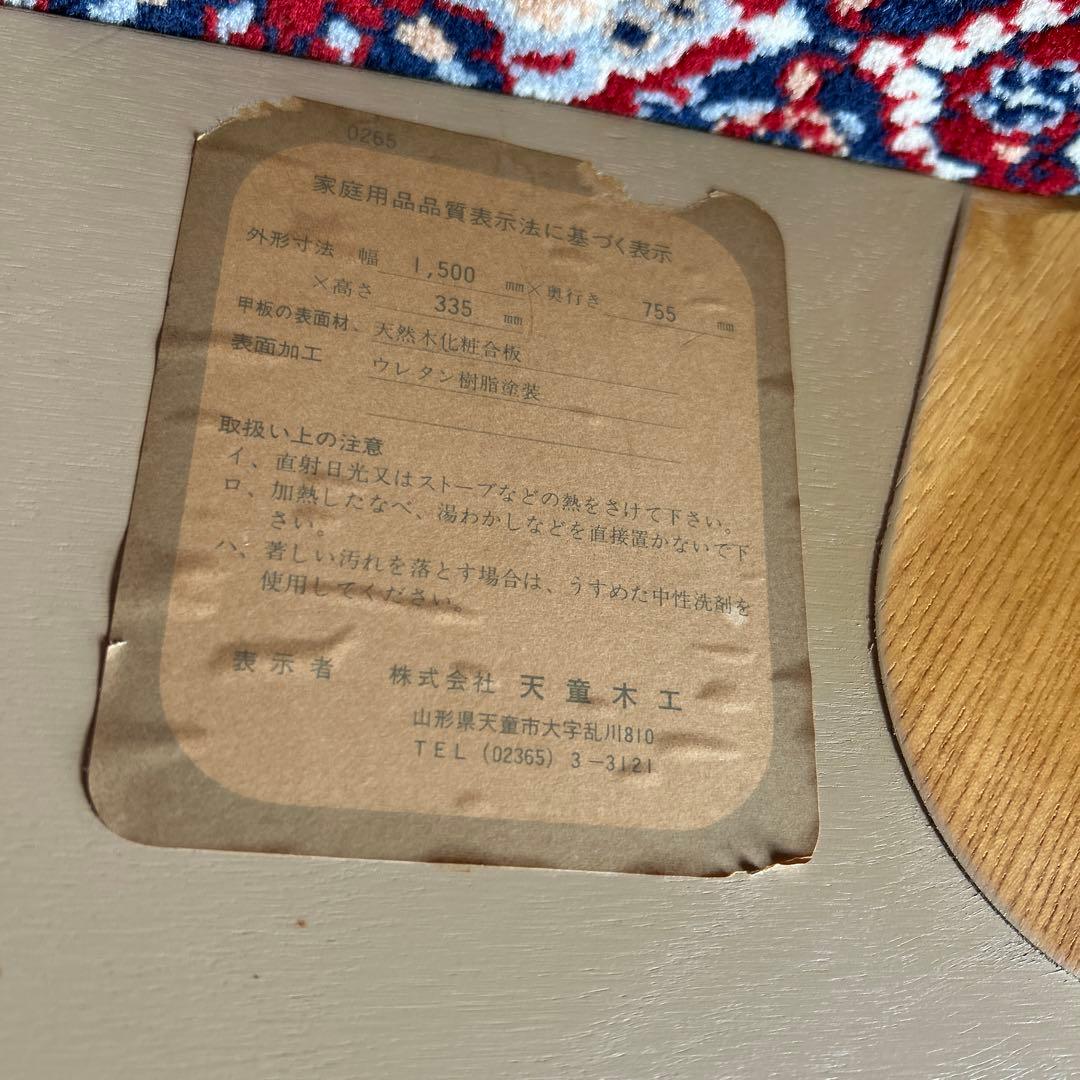 0265
家庭用品品質表示法に基づく表示
外形寸法 幅 1,500 mm×奥行き 755 mm
×高さ 335 mm
甲板の表面材、天然木化粧合板
表面加工 ウレタン樹脂塗装
取扱い上の注意
イ、直射日光又はストーブなどの熱をさけて下さい。
ロ、加熱したなべ、湯わかしなどを直接置かないで下
さい。
ハ、著しい汚れを落とす場合は、うすめた中性洗剤を
使用してください。
表示者 株式会社 天童木工
山形県天童市大字乱川810
TEL (02365) 3-3121